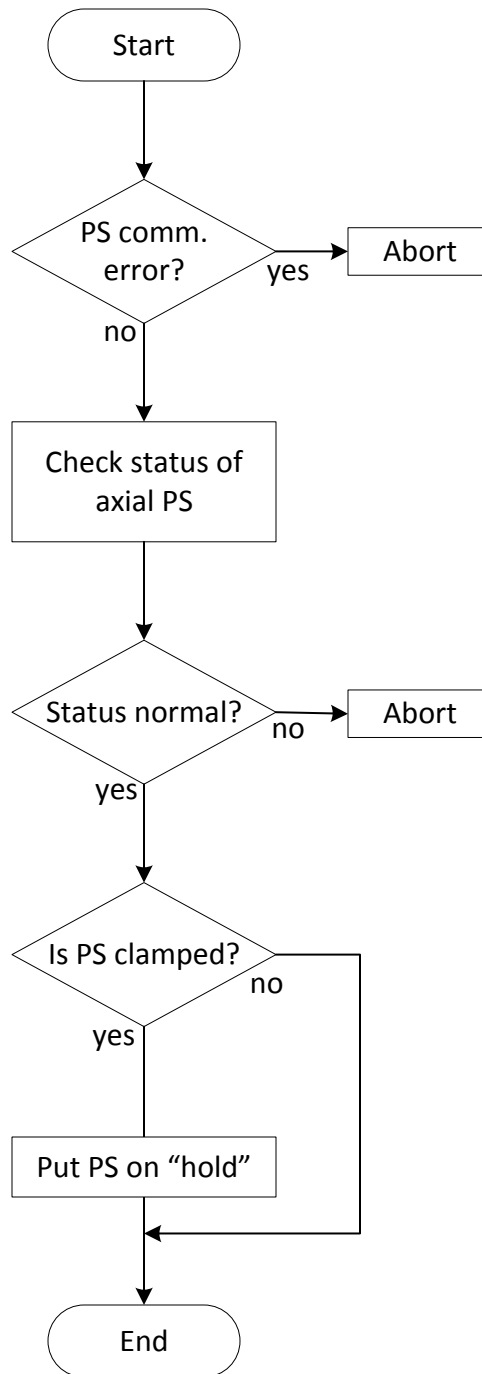 Start
PS comm.
error?
yes
Abort
no
Check status of
axial PS
Status normal?
no
Abort
yes
Is PS clamped?
no
yes
Put PS on “hold”
End